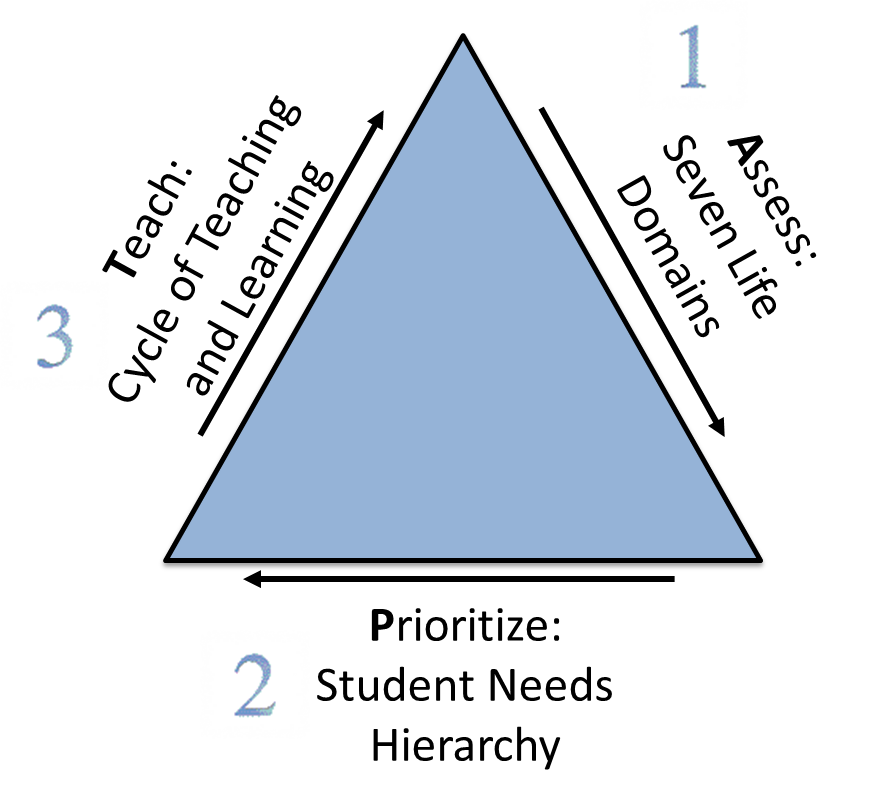 1
Assess:
Seven Life
Domains
2
Prioritize:
Student Needs
Hierarchy
3
Teach:
Cycle of Teaching
and Learning